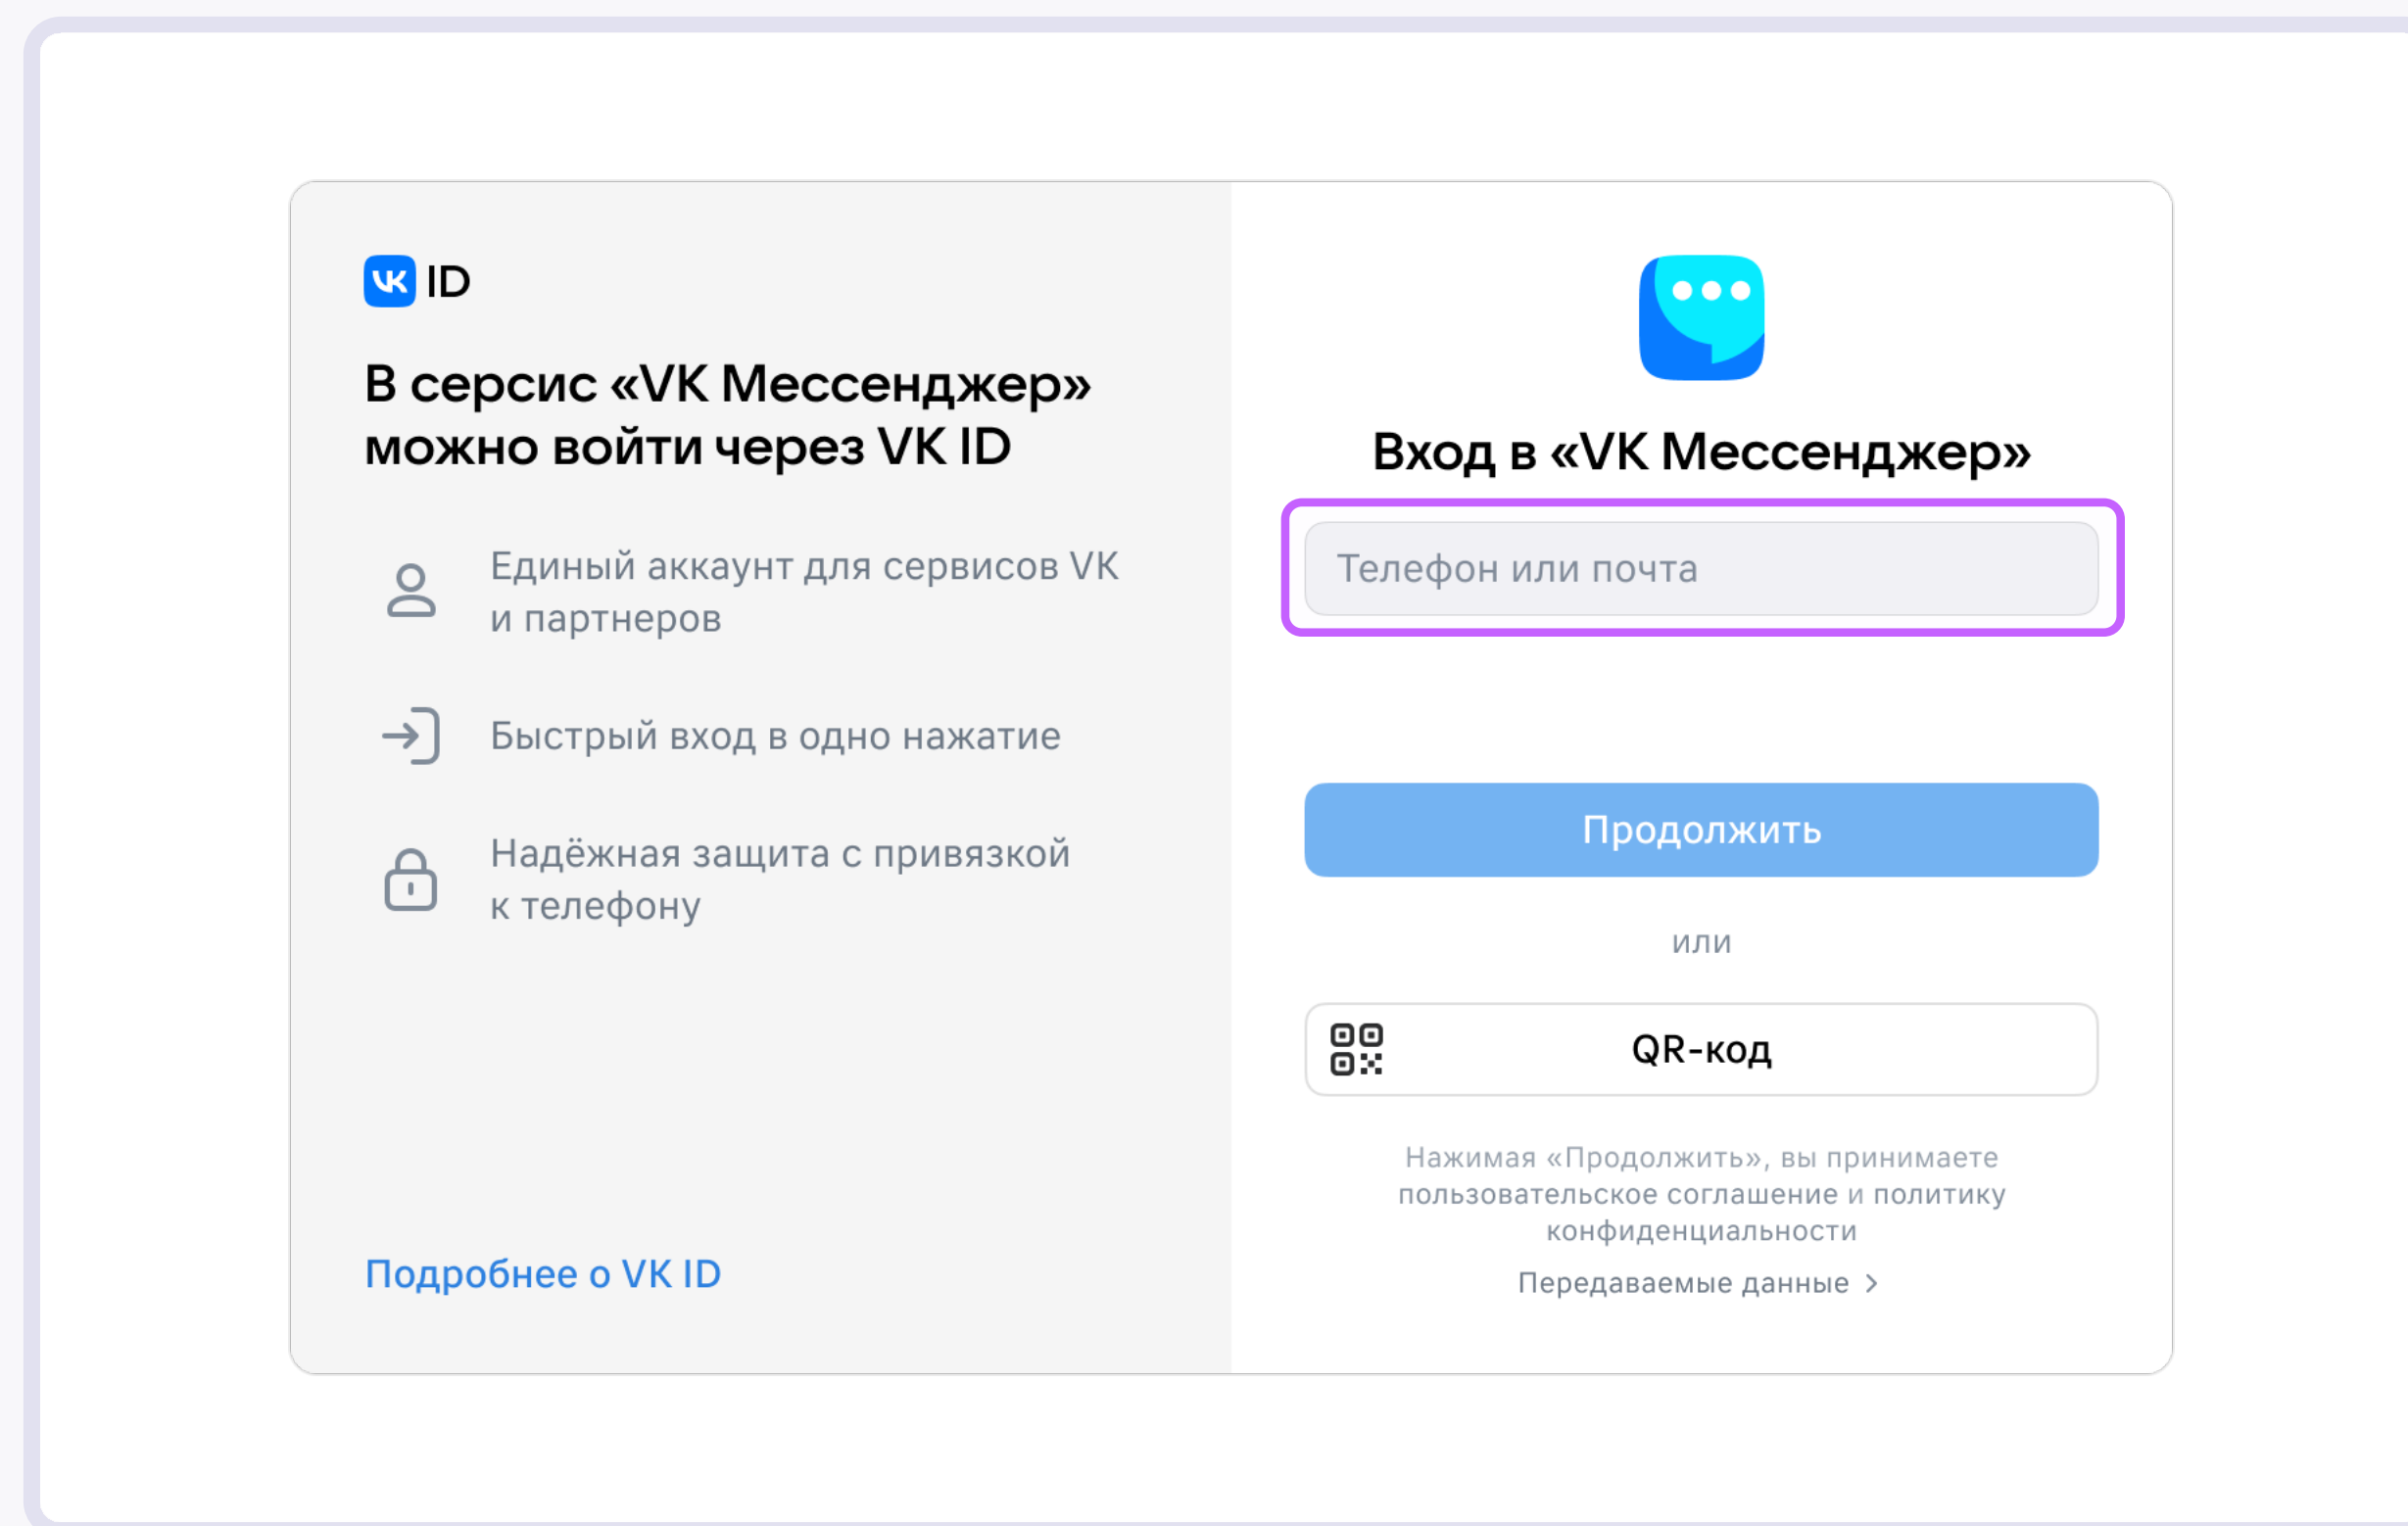 VK ID
В серсис «VK Мессенджер»
можно войти через VK ID
Единый аккаунт для сервисов VK
и партнеров
Быстрый вход в одно нажатие
Надёжная защита с привязкой
к телефону
Подробнее о VK ID
Вход в «VK Мессенджер»
Телефон или почта
Продолжить
или
QR-код
Нажимая «Продолжить», вы принимаете
пользовательское соглашение и политику
конфиденциальности
Передаваемые данные